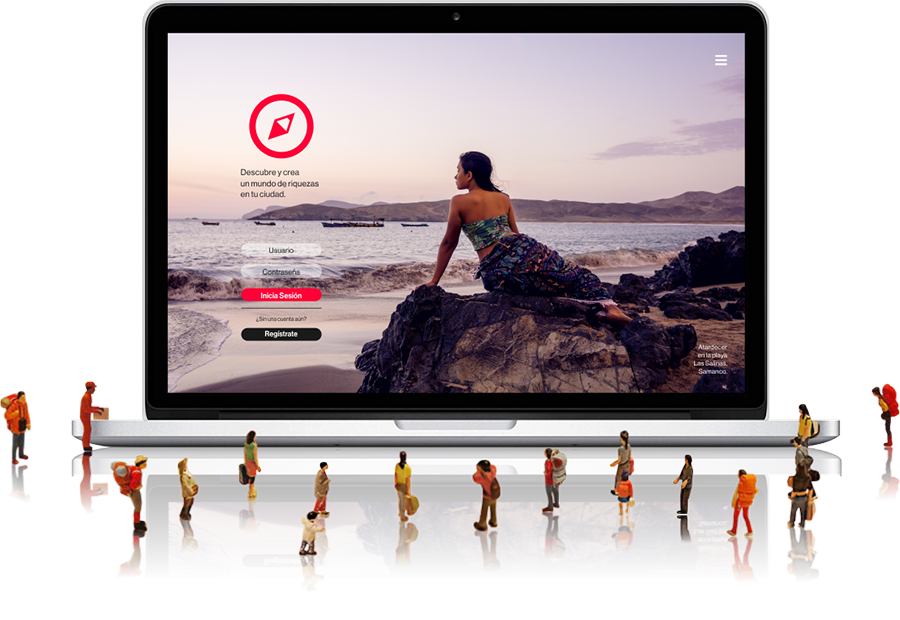 Descubre y crea
un mundo de riquezas
en tu ciudad.
Usuario
Contraseña
Inicia Sesión
¿Sin una cuenta aún?
Regístrate
Atardecer
en la playa
Las Salinas,
Samanco.